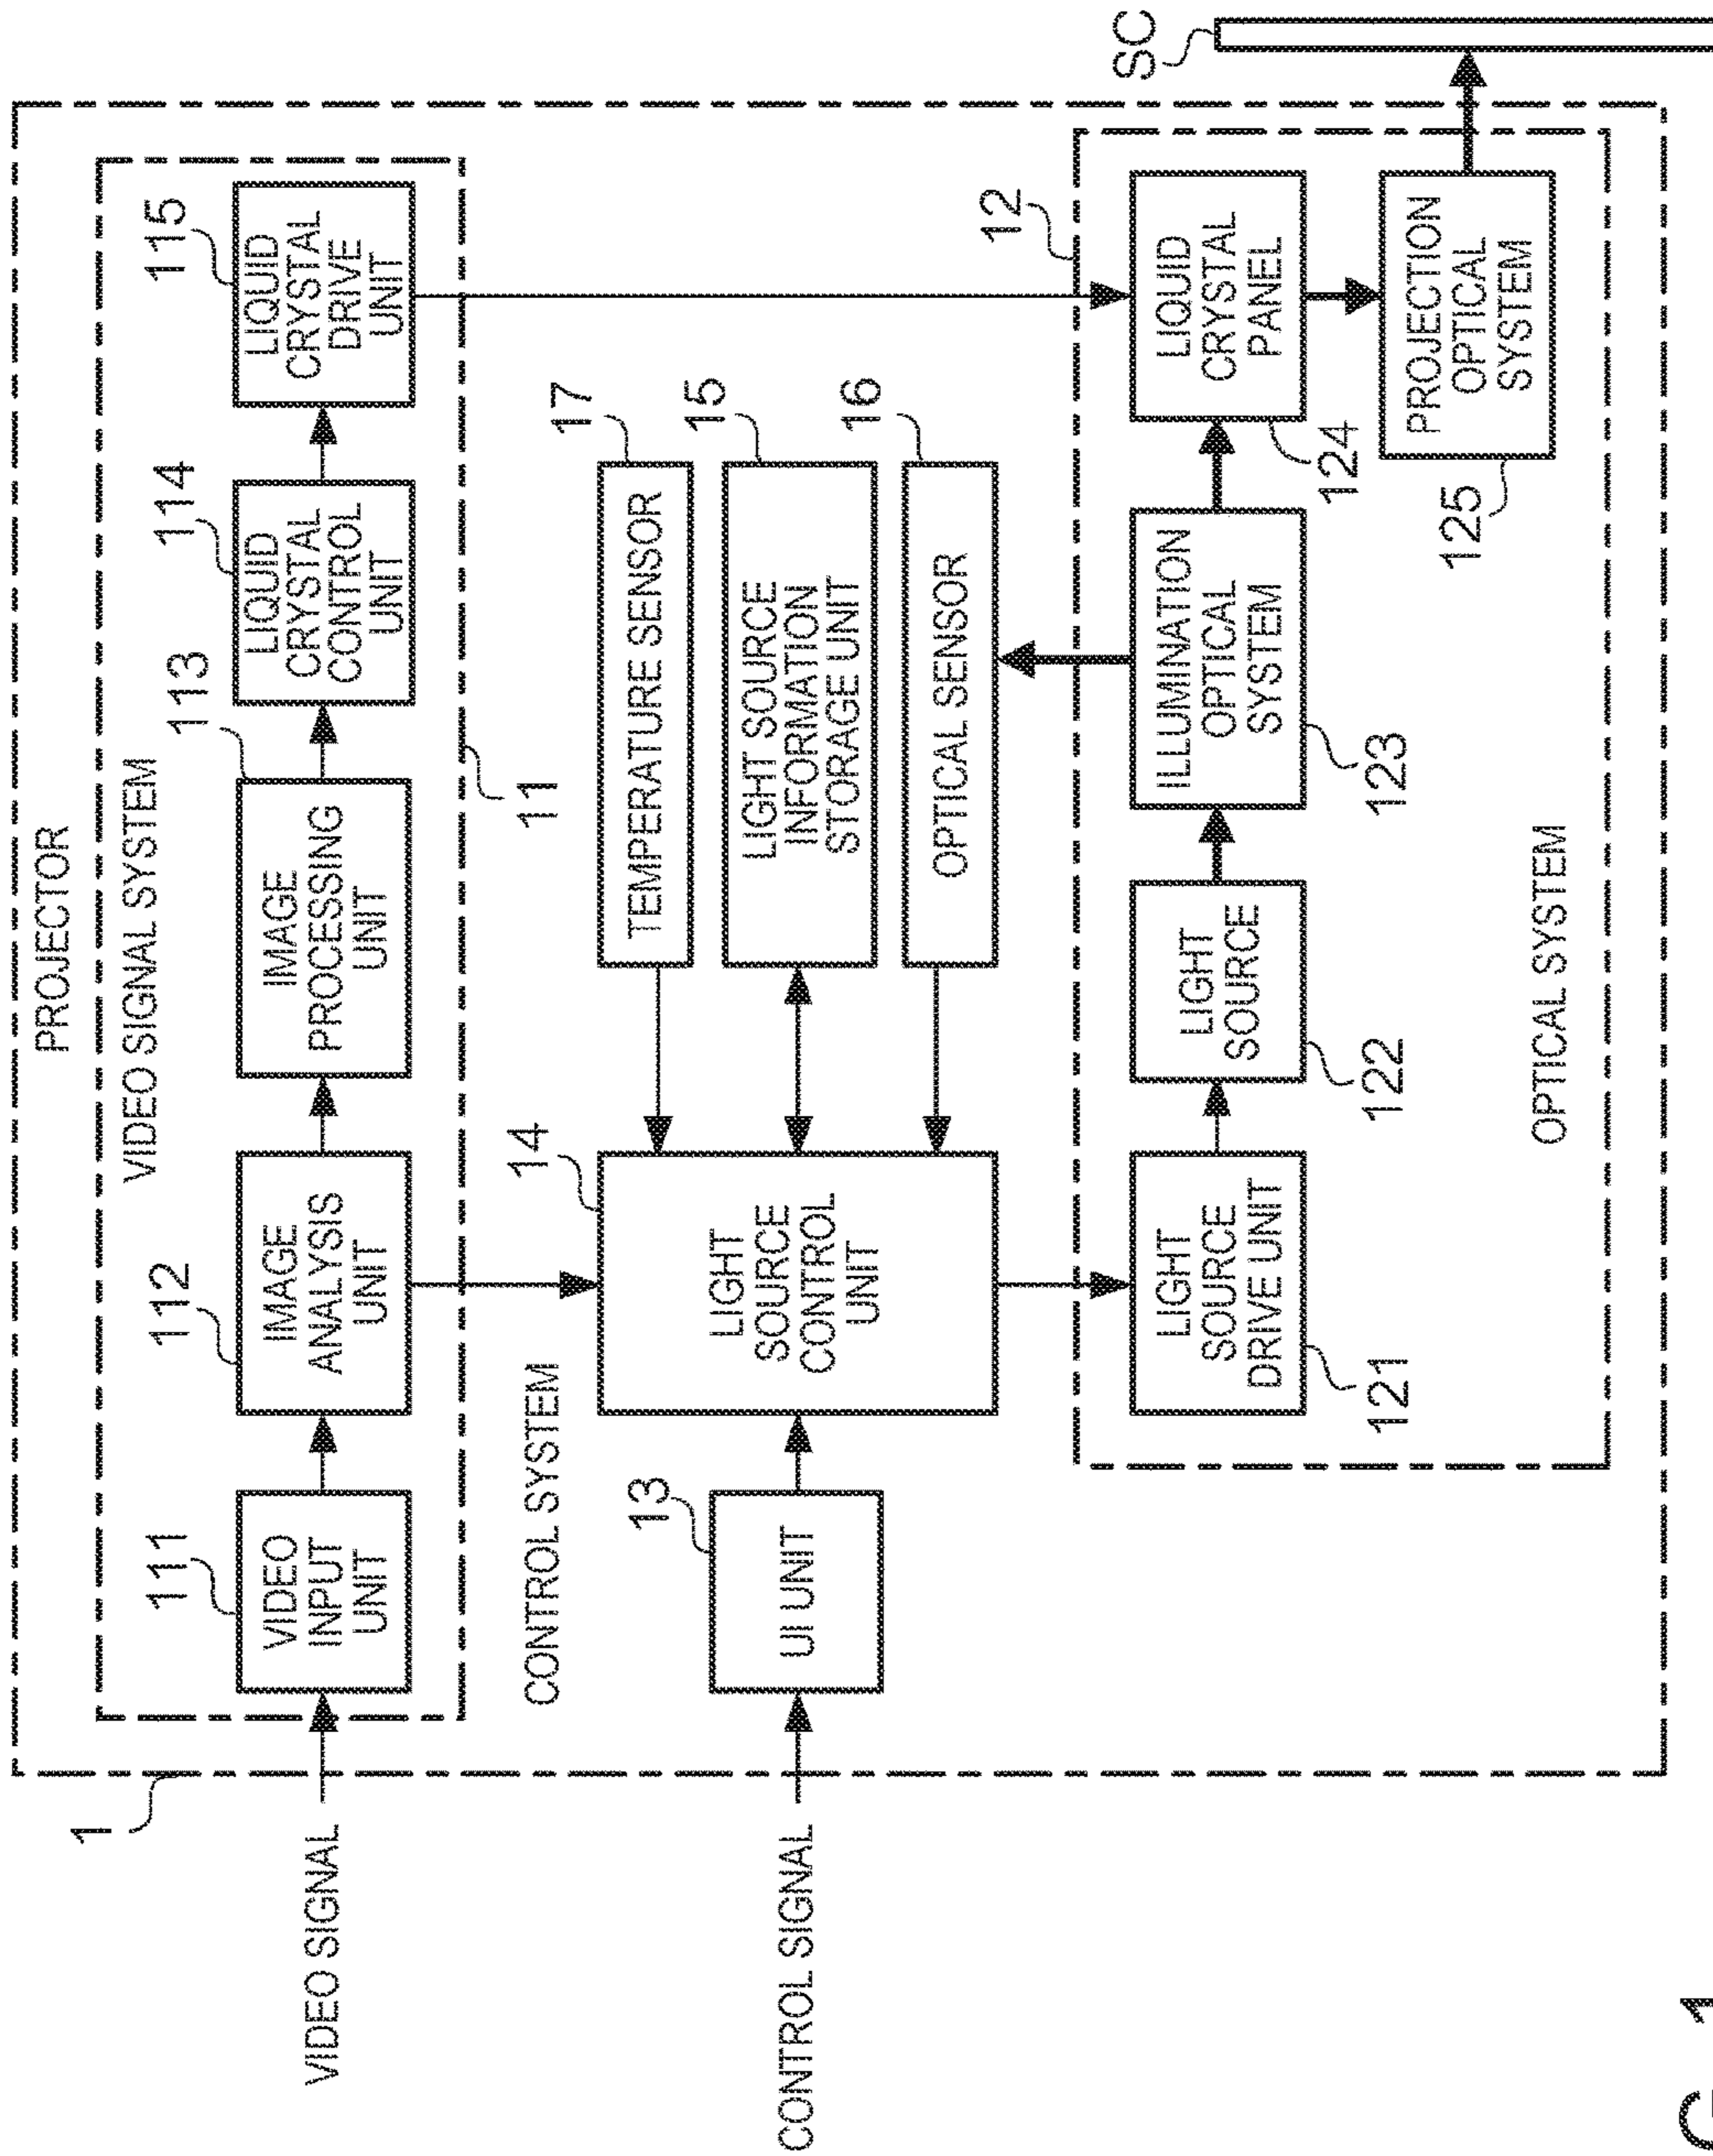 PROJECTOR
1
VIDEO SIGNAL SYSTEM
111
112
113
114
115
VIDEO SIGNAL
VIDEO
INPUT
UNIT
IMAGE
ANALYSIS
UNIT
IMAGE
PROCESSING
UNIT
LIQUID
CRYSTAL
CONTROL
UNIT
LIQUID
CRYSTAL
DRIVE
UNIT
11
CONTROL SYSTEM
14
17
TEMPERATURE SENSOR
13
CONTROL SIGNAL
UI UNIT
LIGHT
SOURCE
CONTROL
UNIT
15
LIGHT SOURCE
INFORMATION
STORAGE UNIT
16
OPTICAL SENSOR
12
SC
LIGHT
SOURCE
DRIVE UNIT
LIGHT
SOURCE
ILLUMINATION
OPTICAL
SYSTEM
LIQUID
CRYSTAL
PANEL
121
122
123
124
PROJECTION
OPTICAL
SYSTEM
125
OPTICAL SYSTEM